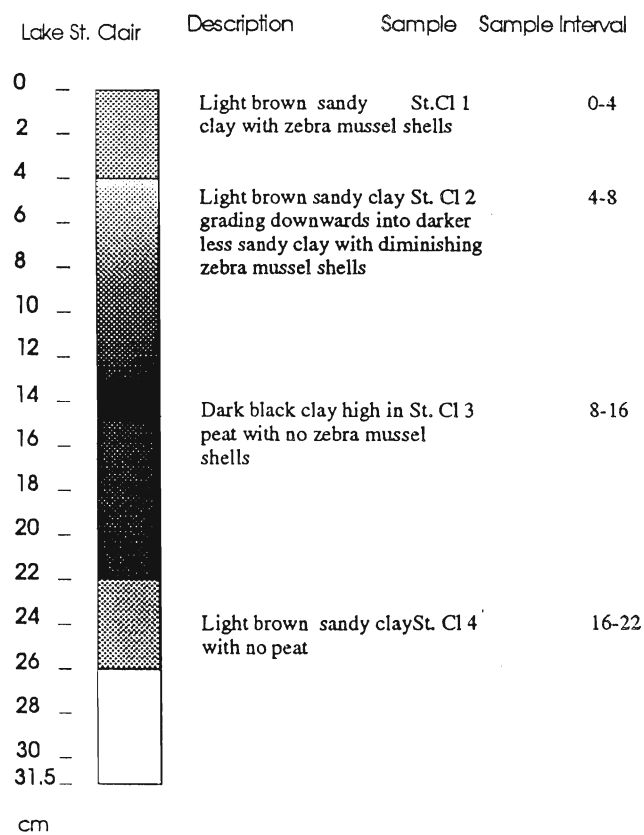 Lake St. Clair Description Sample Sample Interval
0
Light brown sandy St.Cl 1 0-4
2 clay with zebra mussel shells
4
Light brown sandy clay St. Cl 2 4-8
6 grading downwards into darker
less sandy clay with diminishing
8 zebra mussel shells
10
12
14 Dark black clay high in St. Cl 3 8-16
16 peat with no zebra mussel
shells
18
20
22
24 Light brown sandy claySt. Cl 4 16-22
with no peat
26
28
30
31.5
cm